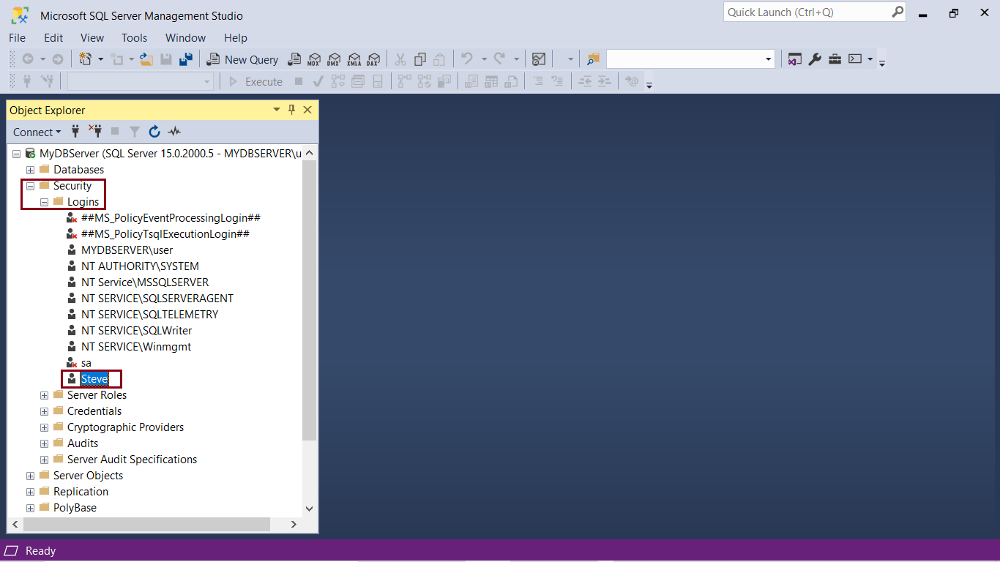 Microsoft SQL Server Management Studio
Quick Launch (Ctrl+Q)
File Edit View Tools Window Help
New Query MDX DMX XMLA DAX
Execute
Object Explorer
Connect
MyDBServer (SQL Server 15.0.2000.5 - MYDBSERVER\u
Databases
Security
Logins
##MS_PolicyEventProcessingLogin##
##MS_PolicyTsqlExecutionLogin##
MYDBSERVER\user
NT AUTHORITY\SYSTEM
NT Service\MSSQLSERVER
NT SERVICE\SQLSERVERAGENT
NT SERVICE\SQLTELEMETRY
NT SERVICE\SQLWriter
NT SERVICE\Winmgmt
sa
Steve
Server Roles
Credentials
Cryptographic Providers
Audits
Server Audit Specifications
Server Objects
Replication
PolyBase
Ready